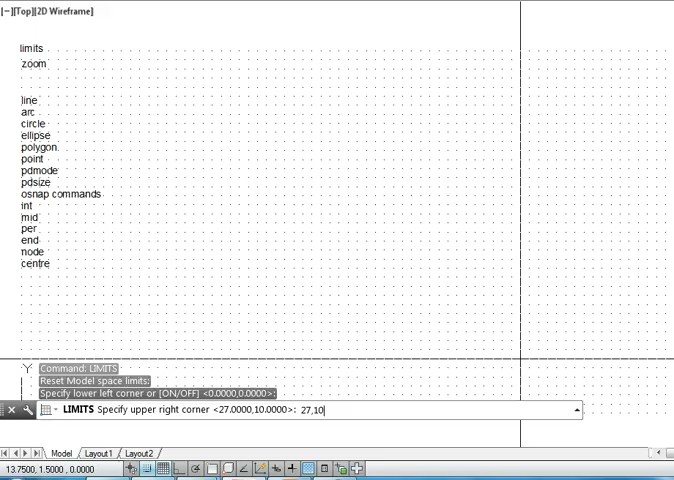 [−][Top][2D Wireframe]
limits
zoom
line
arc
circle
ellipse
polygon
point
pdmode
pdsize
osnap commands
int
mid
per
end
node
centre
Y
Command: LIMITS
Reset Model space limits:
Specify lower left corner or [ON/OFF] <0.0000,0.0000>:
LIMITS Specify upper right corner <27.0000,10.0000>: 27,10
Model Layout1 Layout2
13.7500, 1.5000 , 0.0000